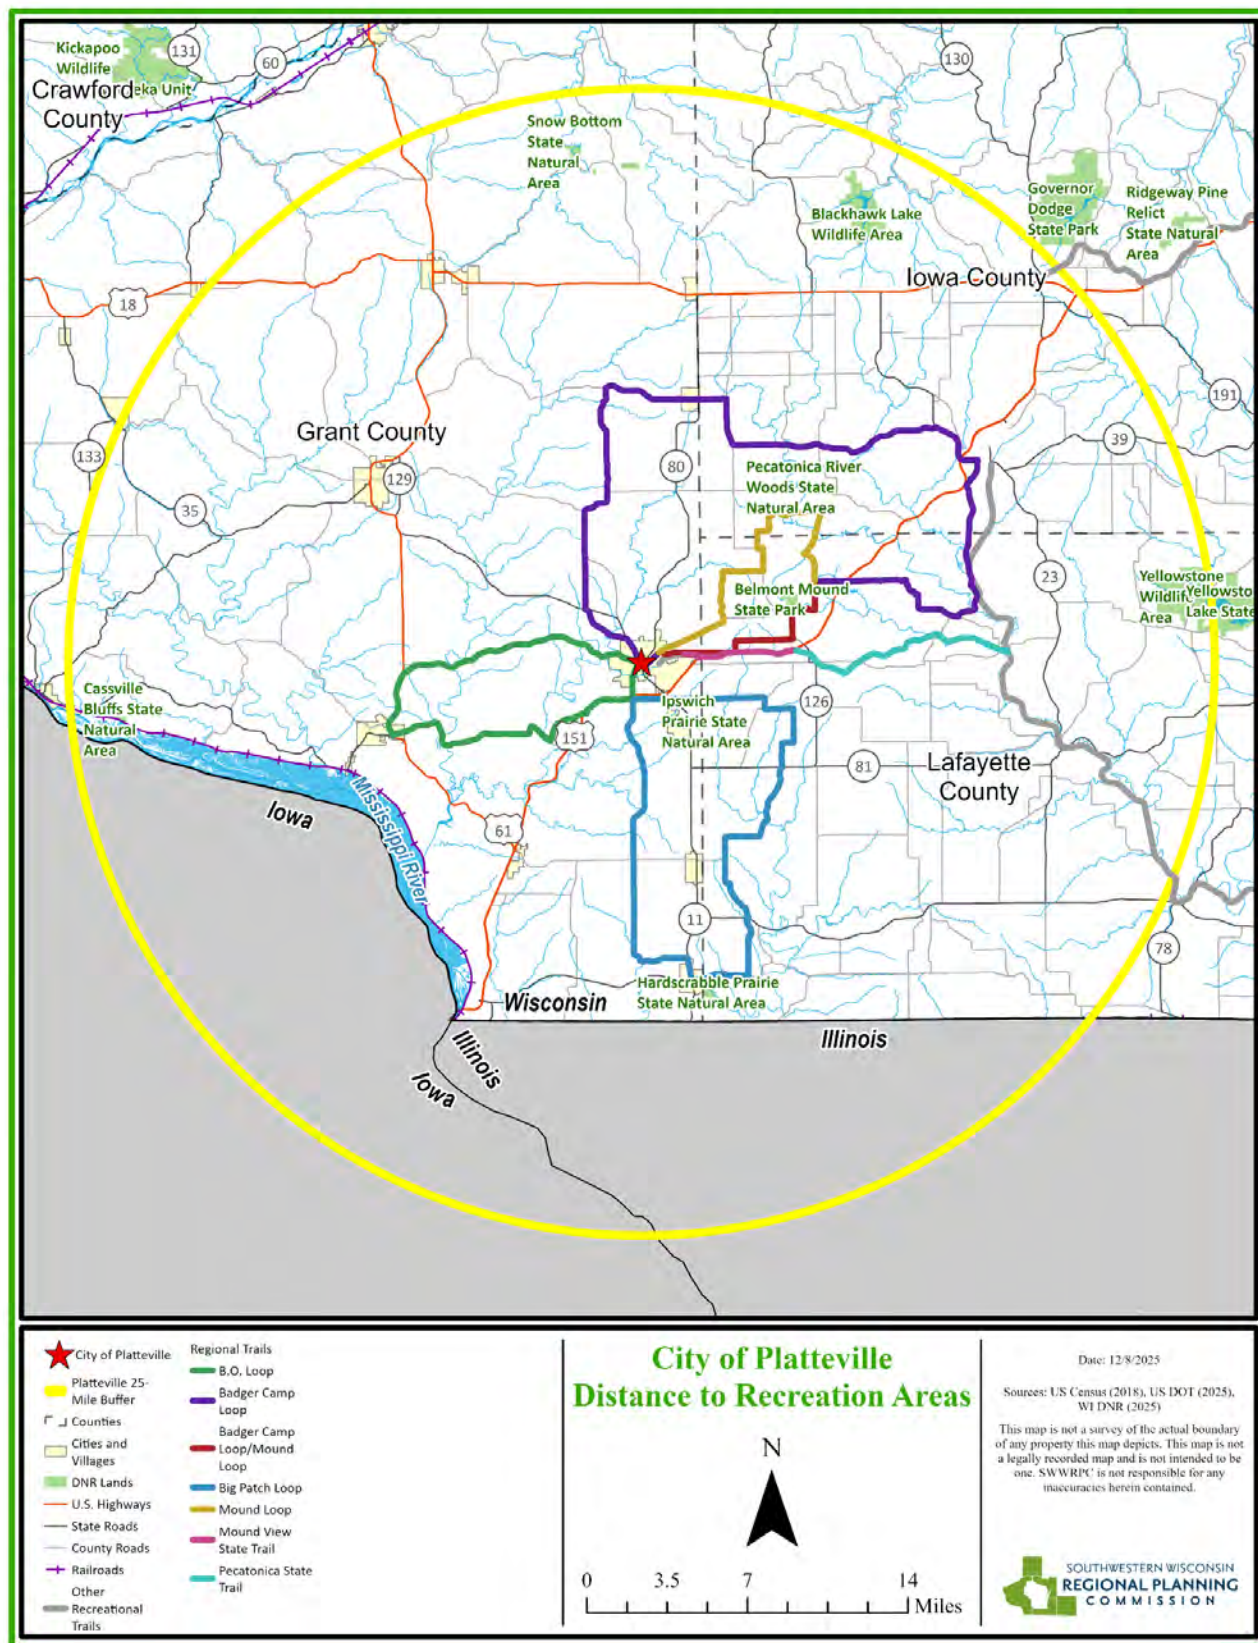 Kickapoo
Wildlife
eka Unit
Crawford
County
131
60
130
Snow Bottom
State
Natural
Area
Blackhawk Lake
Wildlife Area
Governor
Dodge
State Park
Ridgeway Pine
Relict
State Natural
Area
Iowa County
18
191
Grant County
133
129
80
39
35
Pecatonica River
Woods State
Natural Area
23
Belmont Mound
State Park
Yellowstone
Wildlife
Area
Yellowsto
Lake State
Cassville
Bluffs State
Natural
Area
Ipswich
Prairie State
Natural Area
126
151
81
Lafayette
County
Iowa
Mississippi River
61
11
78
Hardscrabble Prairie
State Natural Area
Wisconsin
Illinois
Illinois
Iowa
City of Platteville
Platteville 25-
Mile Buffer
Counties
Cities and
Villages
DNR Lands
U.S. Highways
State Roads
County Roads
Railroads
Other
Recreational
Trails
Regional Trails
B.O. Loop
Badger Camp
Loop
Badger Camp
Loop/Mound
Loop
Big Patch Loop
Mound Loop
Mound View
State Trail
Pecatonica State
Trail
City of Platteville
Distance to Recreation Areas
N
0 3.5 7 14
Miles
Date: 12/8/2025
Sources: US Census (2018), US DOT (2025),
WI DNR (2025)
This map is not a survey of the actual boundary
of any property this map depicts. This map is not
a legally recorded map and is not intended to be
one. SWWRPC is not responsible for any
inaccuracies herein contained.
SOUTHWESTERN WISCONSIN
REGIONAL PLANNING
COMMISSION